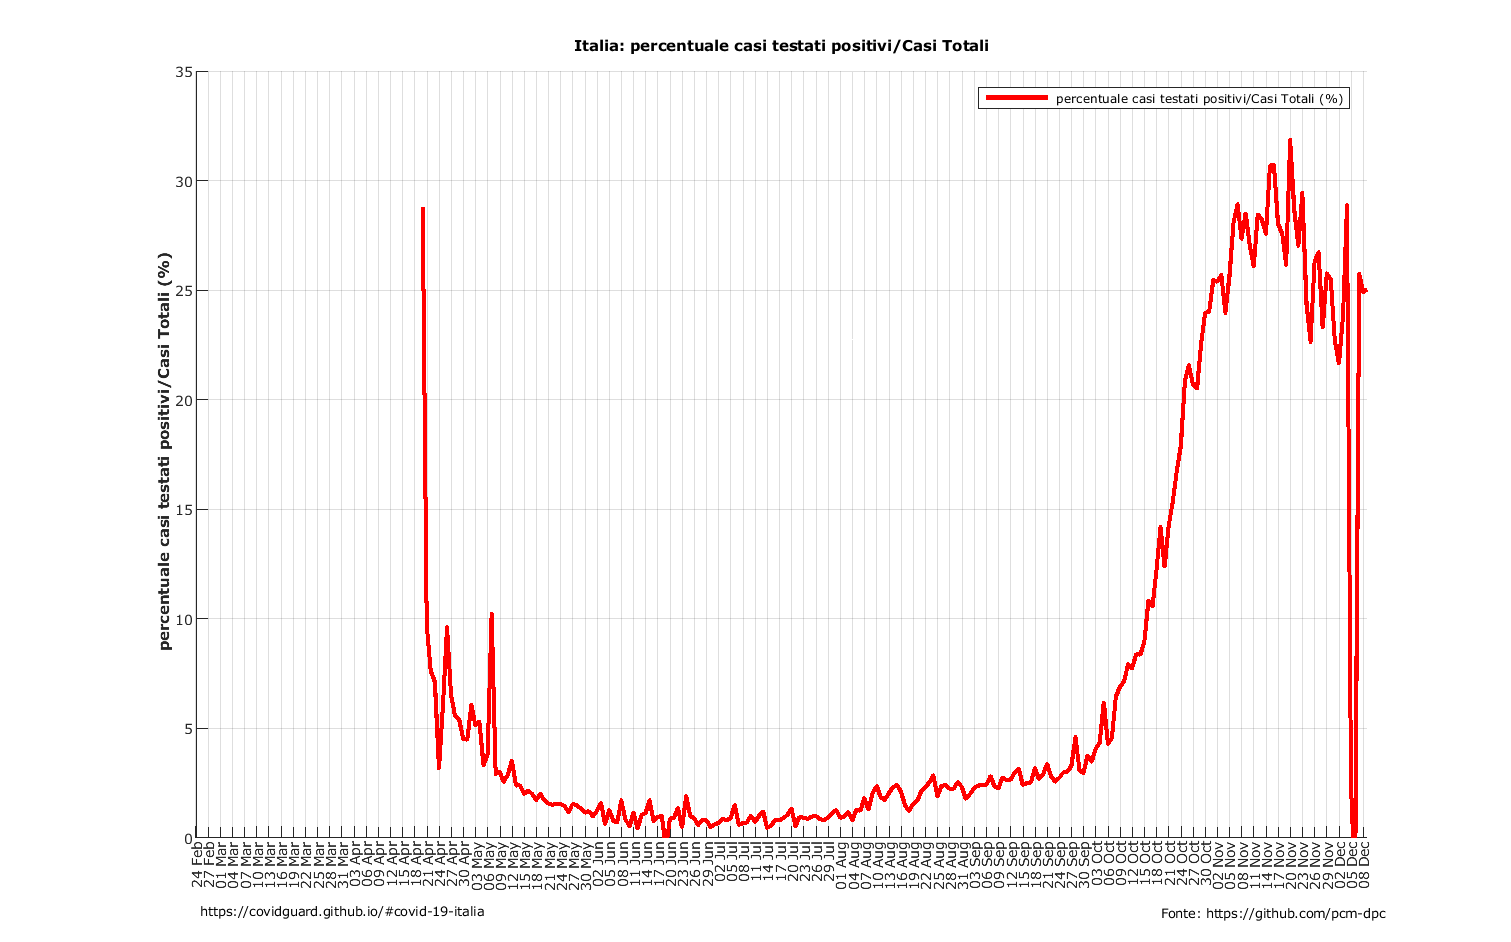 Italia: percentuale casi testati positivi/Casi Totali
percentuale casi testati positivi/Casi Totali (%)
percentuale casi testati positivi/Casi Totali (%)
35
30
25
20
15
10
5
0
24 Feb
27 Feb
01 Mar
04 Mar
07 Mar
10 Mar
13 Mar
16 Mar
19 Mar
22 Mar
25 Mar
28 Mar
31 Mar
03 Apr
06 Apr
09 Apr
12 Apr
15 Apr
18 Apr
21 Apr
24 Apr
27 Apr
30 Apr
03 May
06 May
09 May
12 May
15 May
18 May
21 May
24 May
27 May
30 May
02 Jun
05 Jun
08 Jun
11 Jun
14 Jun
17 Jun
20 Jun
23 Jun
26 Jun
29 Jun
02 Jul
05 Jul
08 Jul
11 Jul
14 Jul
17 Jul
20 Jul
23 Jul
26 Jul
29 Jul
01 Aug
04 Aug
07 Aug
10 Aug
13 Aug
16 Aug
19 Aug
22 Aug
25 Aug
28 Aug
31 Aug
03 Sep
06 Sep
09 Sep
12 Sep
15 Sep
18 Sep
21 Sep
24 Sep
27 Sep
30 Sep
03 Oct
06 Oct
09 Oct
12 Oct
15 Oct
18 Oct
21 Oct
24 Oct
27 Oct
30 Oct
02 Nov
05 Nov
08 Nov
11 Nov
14 Nov
17 Nov
20 Nov
23 Nov
26 Nov
29 Nov
02 Dec
05 Dec
08 Dec
https://covidguard.github.io/#covid-19-italia
Fonte: https://github.com/pcm-dpc